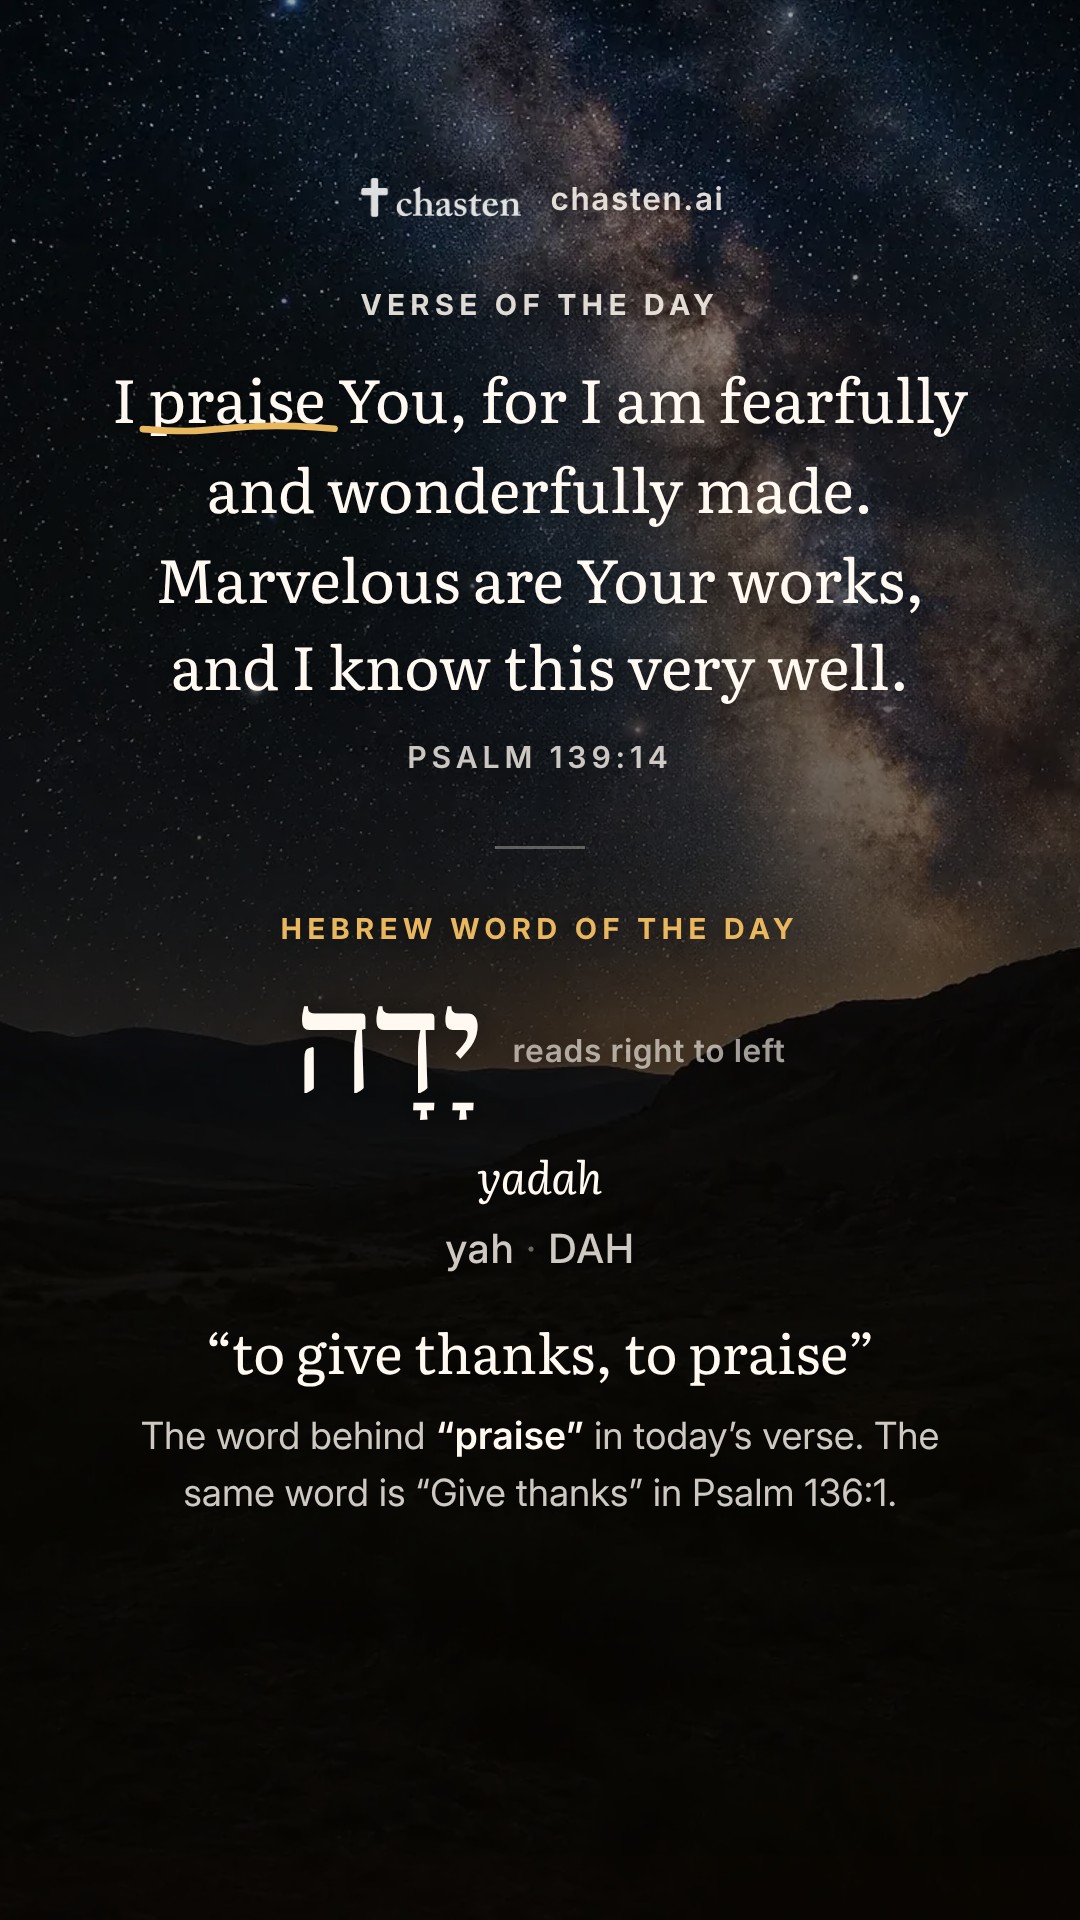 chasten chasten.ai
VERSE OF THE DAY
I praise You, for I am fearfully
and wonderfully made.
Marvelous are Your works,
and I know this very well.
PSALM 139:14
HEBREW WORD OF THE DAY
יָדָה reads right to left
yadah
yah · DAH
“to give thanks, to praise”
The word behind “praise” in today’s verse. The
same word is “Give thanks” in Psalm 136:1.